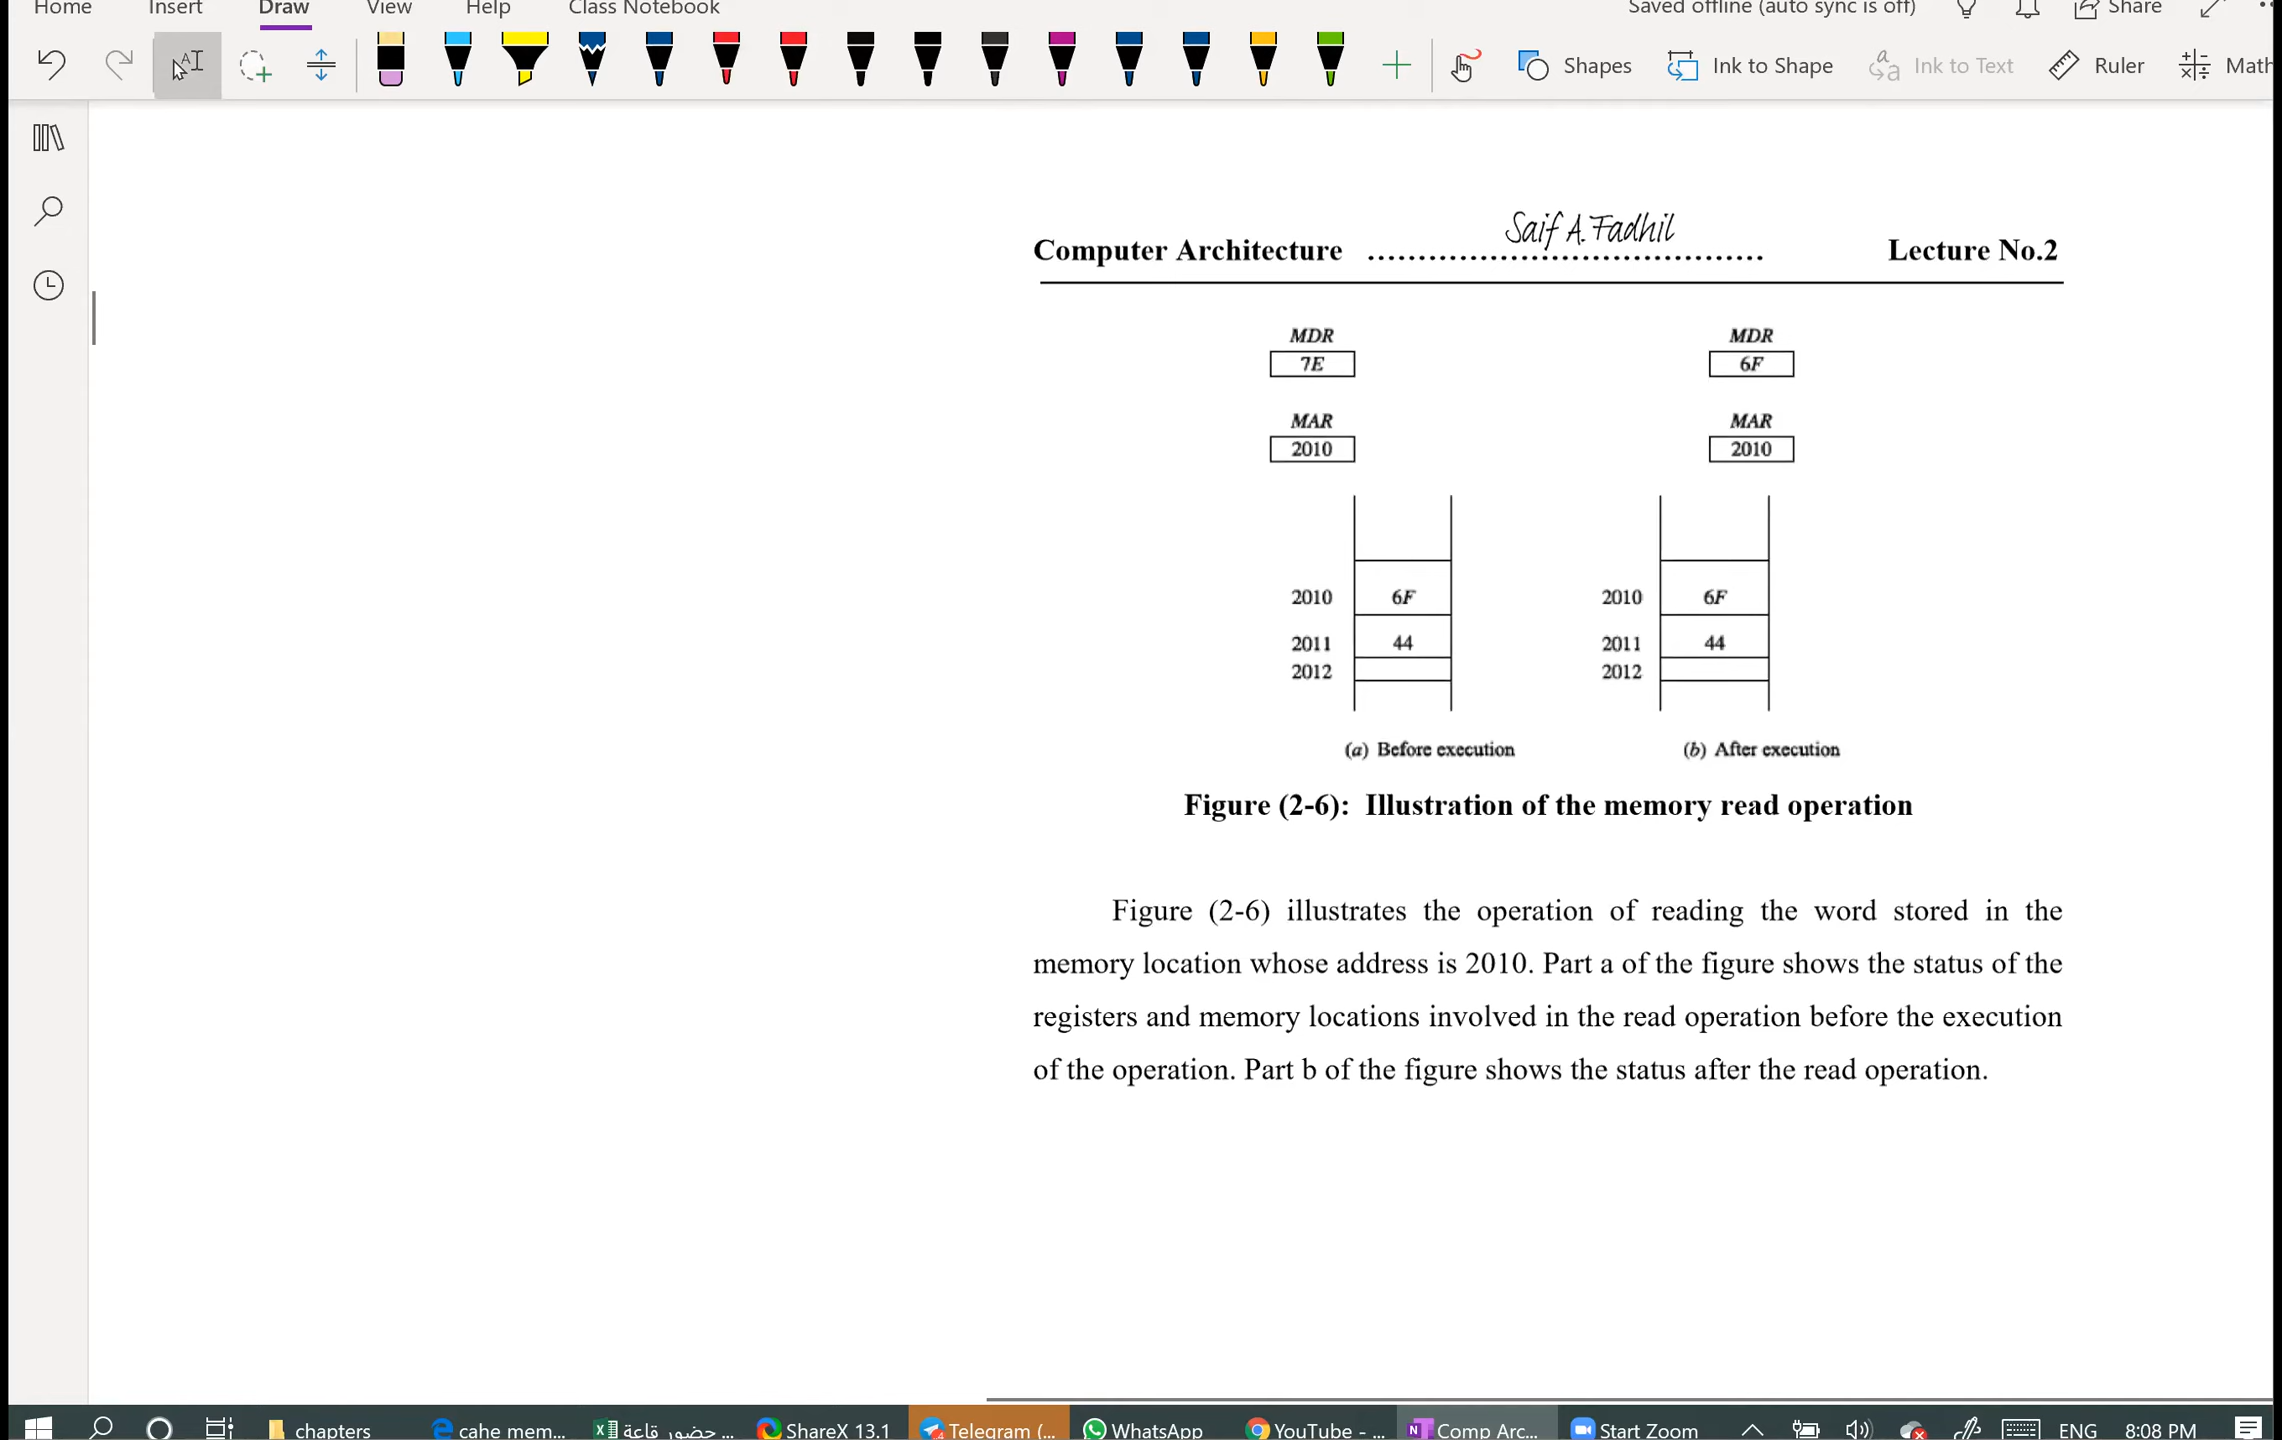 Home Insert Draw View Help Class Notebook Saved offline (auto sync is off) Share
Shapes Ink to Shape Ink to Text Ruler Math
Saif A. Fadhil
Computer Architecture ....................................... Lecture No.2
MDR MDR
7E 6F
MAR MAR
2010 2010
2010 6F 2010 6F
2011 44 2011 44
2012 2012
(a) Before execution (b) After execution
Figure (2-6): Illustration of the memory read operation
Figure (2-6) illustrates the operation of reading the word stored in the
memory location whose address is 2010. Part a of the figure shows the status of the
registers and memory locations involved in the read operation before the execution
of the operation. Part b of the figure shows the status after the read operation.
chapters cahe mem... حضور قاعة ... ShareX 13.1 Telegram (... WhatsApp YouTube - ... Comp Arc... Start Zoom ENG 8:08 PM